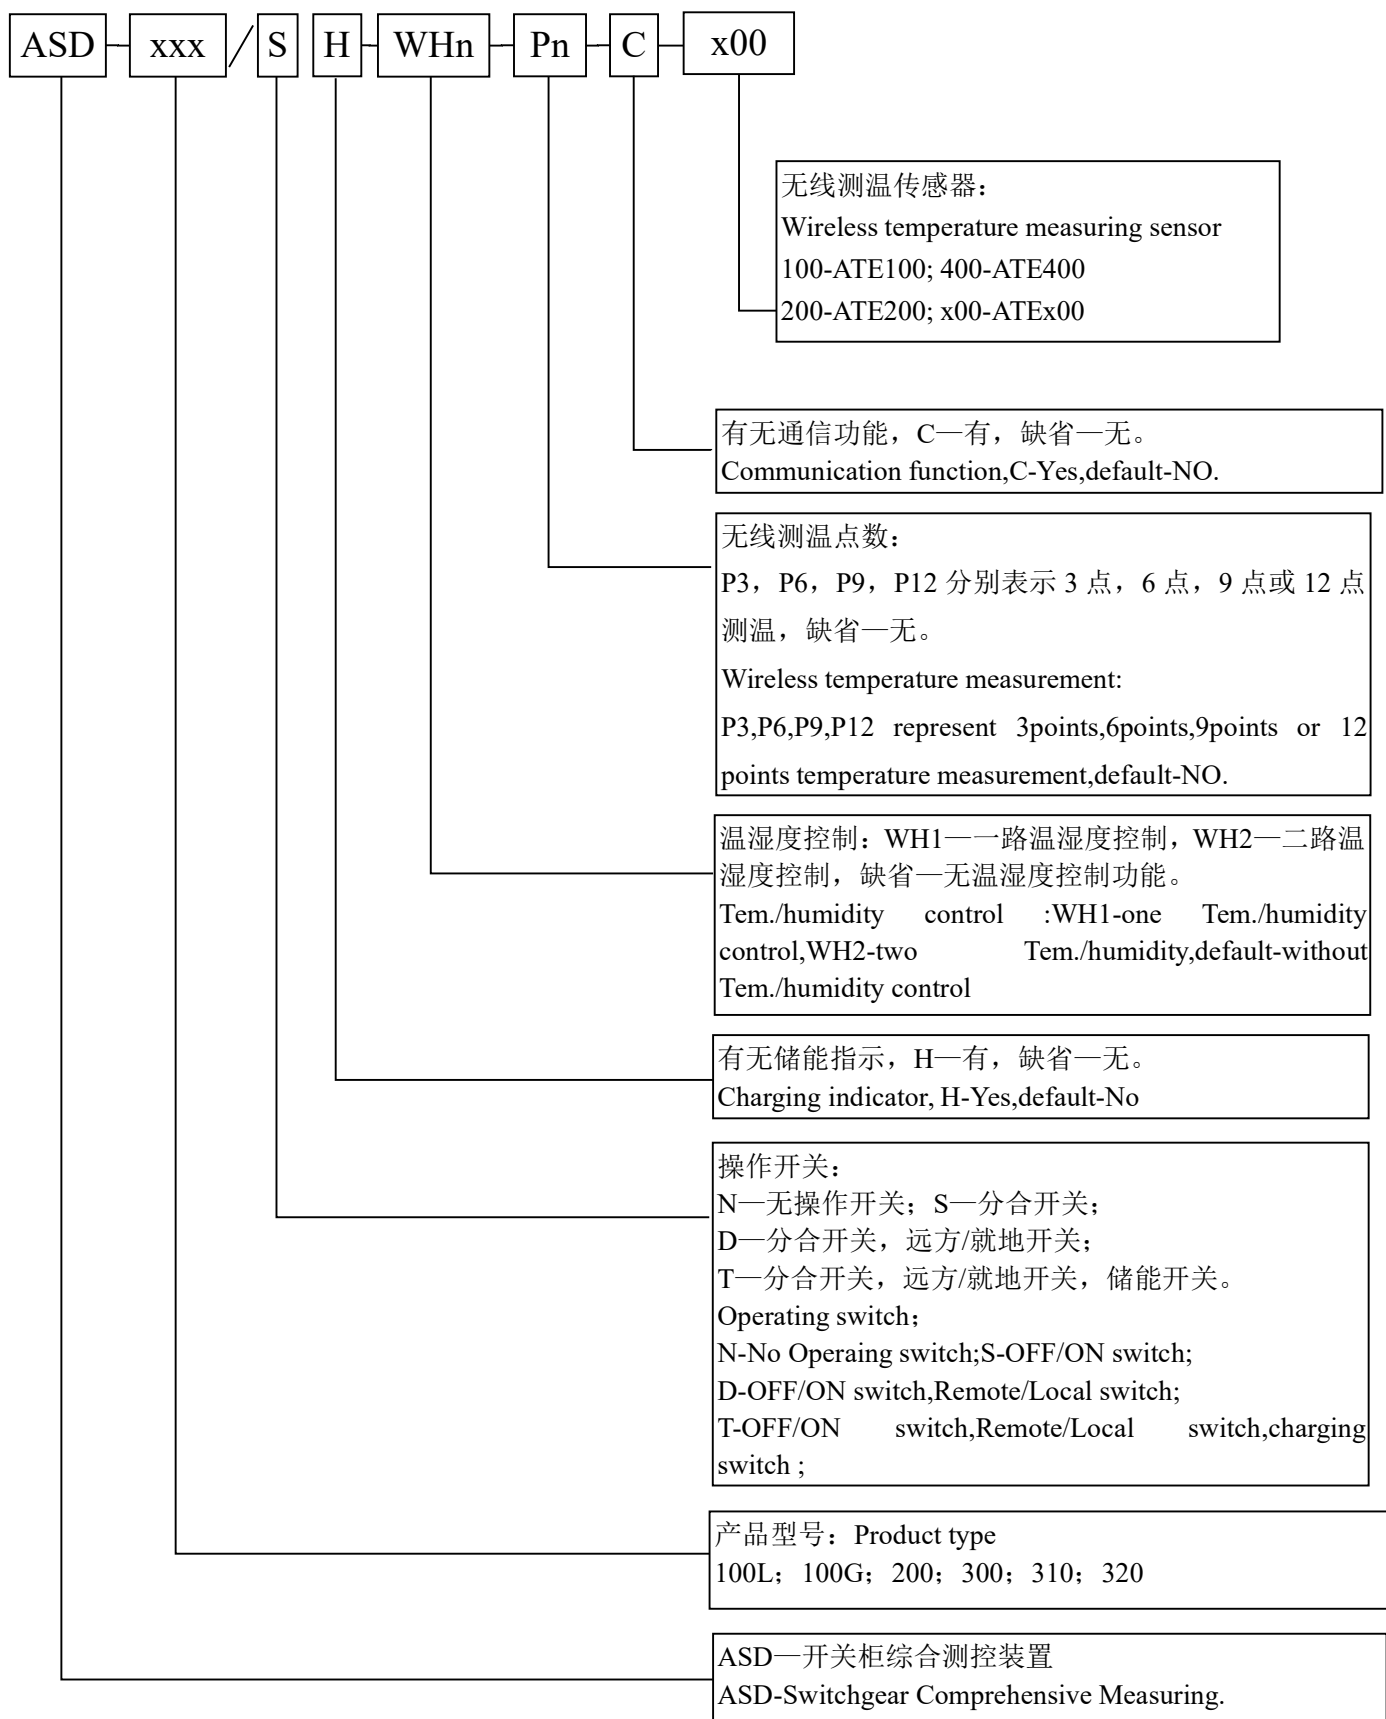 ASD xxx / S H WHn Pn C x00
无线测温传感器：
Wireless temperature measuring sensor
100-ATE100; 400-ATE400
200-ATE200; x00-ATEx00
有无通信功能，C—有，缺省—无。
Communication function,C-Yes,default-NO.
无线测温点数：
P3，P6，P9，P12 分别表示 3 点，6 点，9 点或 12 点
测温，缺省—无。
Wireless temperature measurement:
P3,P6,P9,P12 represent 3points,6points,9points or 12
points temperature measurement,default-NO.
温湿度控制：WH1—一路温湿度控制，WH2—二路温
湿度控制，缺省—无温湿度控制功能。
Tem./humidity control :WH1-one Tem./humidity
control,WH2-two Tem./humidity,default-without
Tem./humidity control
有无储能指示，H—有，缺省—无。
Charging indicator, H-Yes,default-No
操作开关：
N—无操作开关；S—分合开关；
D—分合开关，远方/就地开关；
T—分合开关，远方/就地开关，储能开关。
Operating switch；
N-No Operaing switch;S-OFF/ON switch;
D-OFF/ON switch,Remote/Local switch;
T-OFF/ON switch,Remote/Local switch,charging
switch ;
产品型号：Product type
100L；100G；200；300；310；320
ASD—开关柜综合测控装置
ASD-Switchgear Comprehensive Measuring.